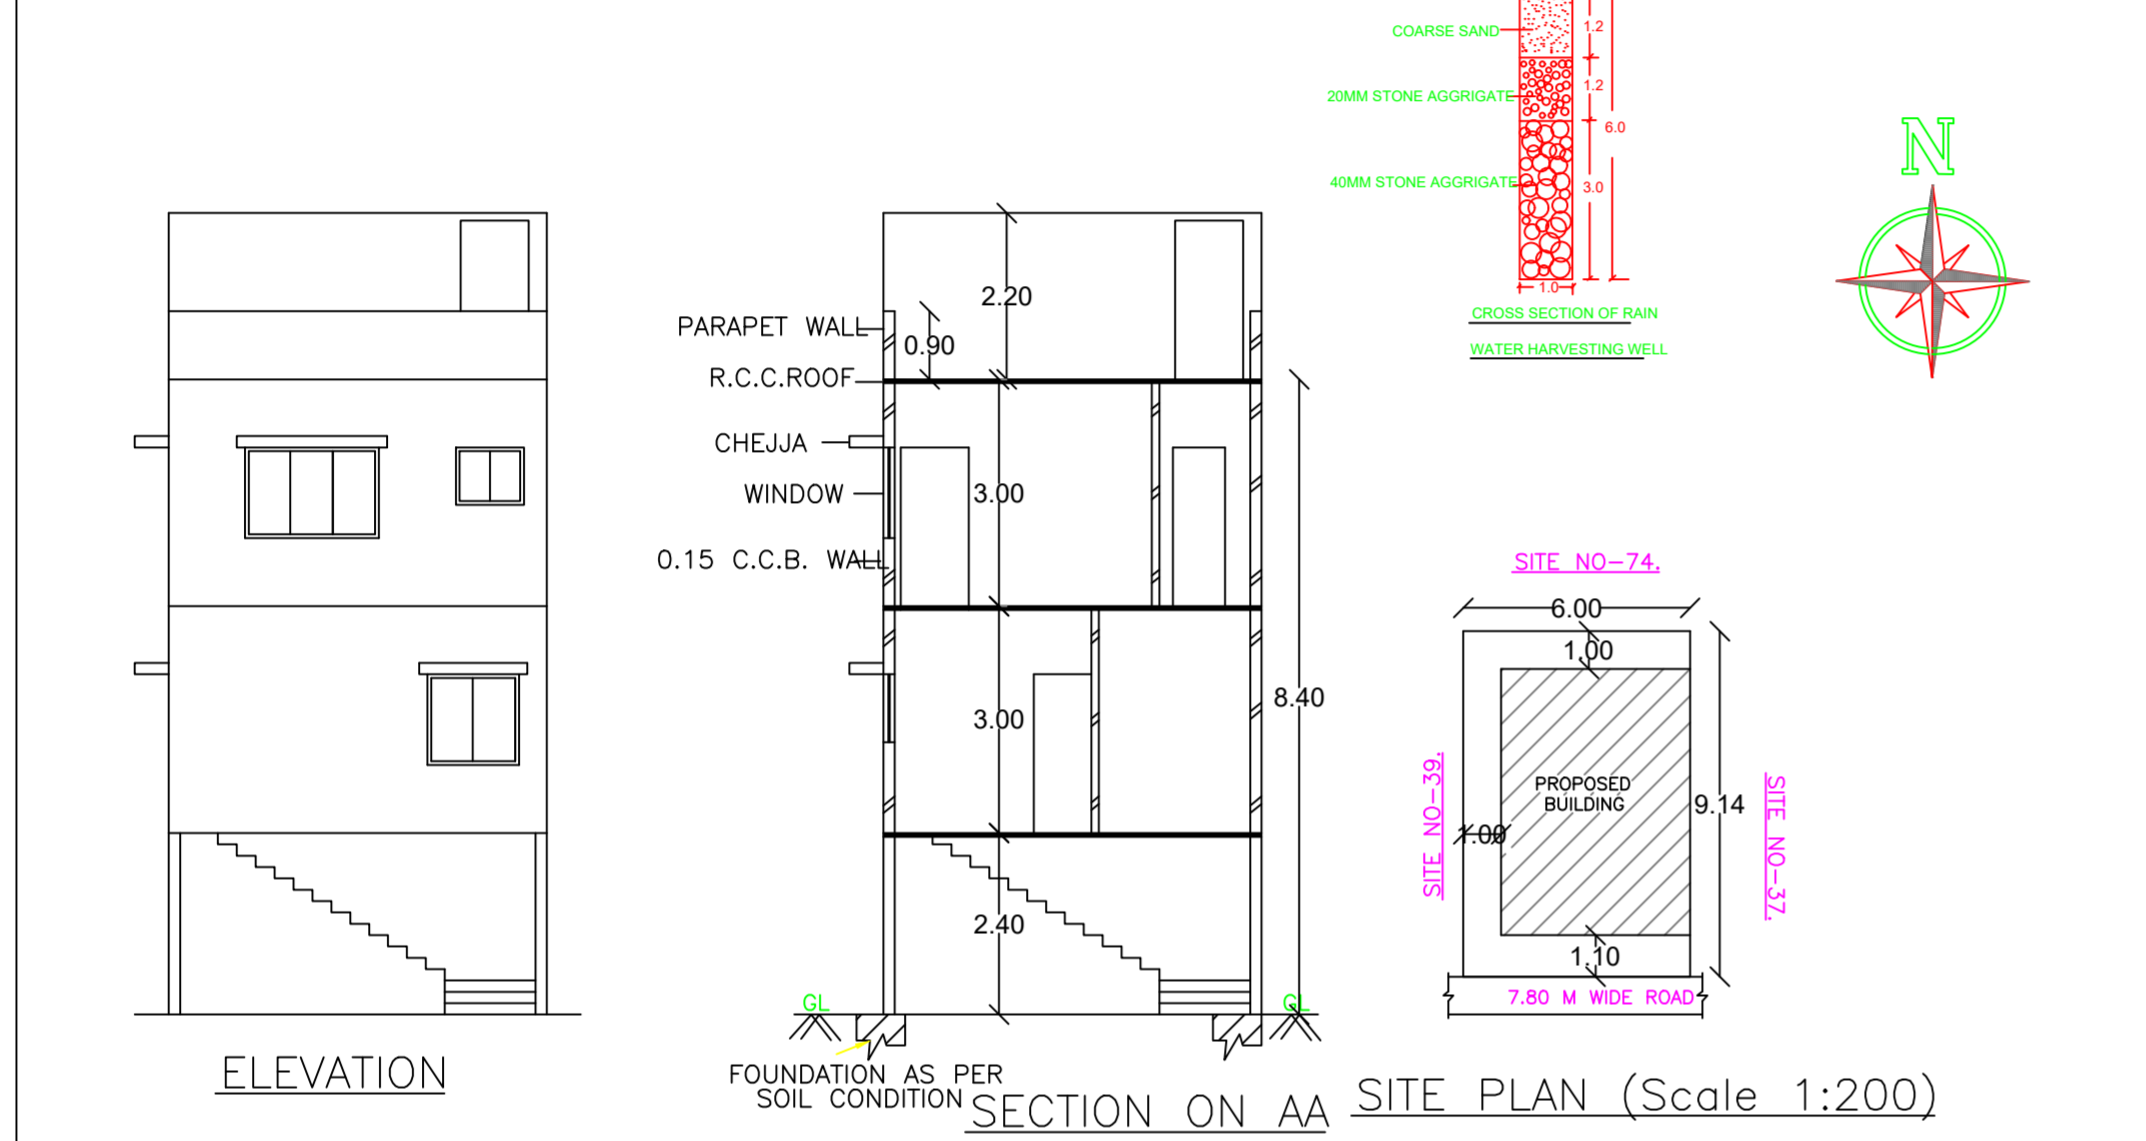 COARSE SAND
1.2
20MM STONE AGGRIGATE
1.2
6.0
40MM STONE AGGRIGATE
3.0
1.0
CROSS SECTION OF RAIN
WATER HARVESTING WELL
N
2.20
PARAPET WALL
0.90
R.C.C.ROOF
CHEJJA
WINDOW
3.00
0.15 C.C.B. WALL
3.00
8.40
2.40
GL
GL
FOUNDATION AS PER
SOIL CONDITION
ELEVATION
SECTION ON AA
SITE NO-74.
6.00
1.00
PROPOSED
BUILDING
9.14
1.00
SITE NO-39.
SITE NO-37.
1.10
7.80 M WIDE ROAD
SITE PLAN (Scale 1:200)